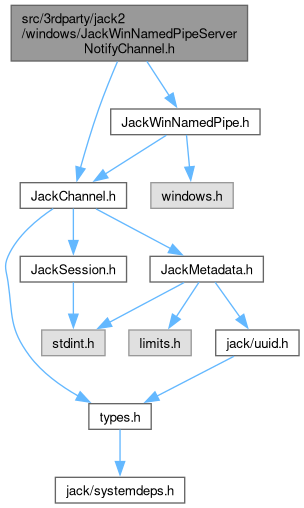 src/3rdparty/jack2
/windows/JackWinNamedPipeServer
NotifyChannel.h
JackWinNamedPipe.h
JackChannel.h
windows.h
JackSession.h
JackMetadata.h
stdint.h
limits.h
jack/uuid.h
types.h
jack/systemdeps.h